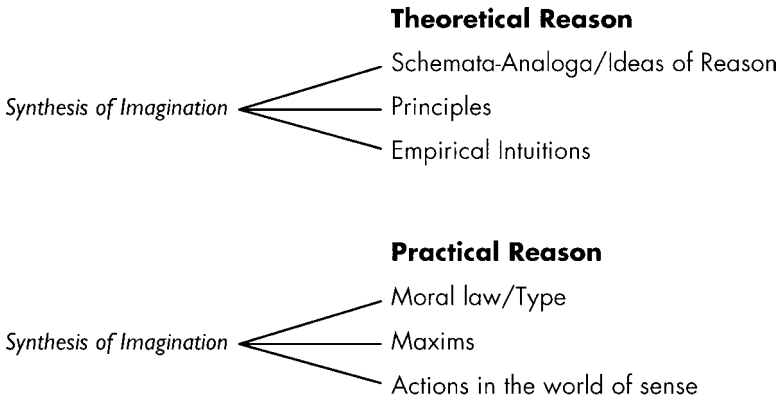 Theoretical Reason
Schemata-Analoga/Ideas of Reason
Synthesis of Imagination
Principles
Empirical Intuitions
Practical Reason
Moral law/Type
Synthesis of Imagination
Maxims
Actions in the world of sense